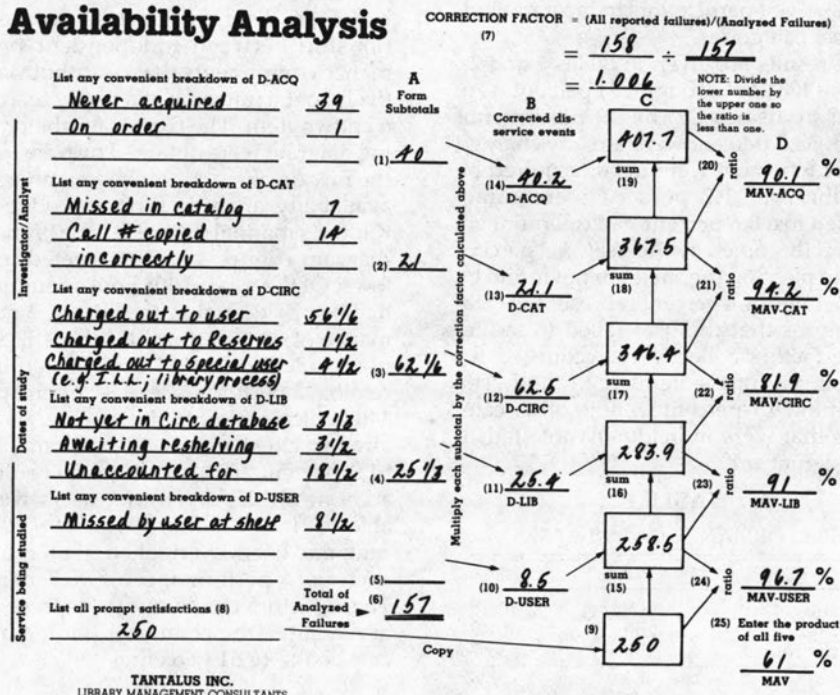 Availability Analysis
CORRECTION FACTOR = (All reported failures)/(Analyzed Failures)
(7)
= 158 ÷ 157
= 1.006
C
NOTE: Divide the
lower number by
the upper one so
the ratio is
less than one.
List any convenient breakdown of D-ACQ
Never acquired 39
On order 1
A
Form
Subtotals
(1) 40
List any convenient breakdown of D-CAT
Missed in catalog 7
Call # copied 14
incorrectly
(2) 21
List any convenient breakdown of D-CIRC
Charged out to user 56 1/6
Charged out to Reserves 1 1/2
Charged out to special user 4 1/2
(e.g. I.L.L.; library process)
(3) 62 1/6
List any convenient breakdown of D-LIB
Not yet in Circ database 3 1/3
Awaiting reshelving 3 1/2
Unaccounted for 18 1/2
(4) 25 1/3
List any convenient breakdown of D-USER
Missed by user at shelf 8 1/2
(5)
List all prompt satisfactions (8)
250
Total of
Analyzed
Failures
(6) 157
Copy
Investigator/Analyst
Dates of study
Service being studied
Multiply each subtotal by the correction factor calculated above
B
Corrected dis-
service events
(14) 40.2
D-ACQ
(13) 21.1
D-CAT
(12) 62.5
D-CIRC
(11) 25.4
D-LIB
(10) 8.5
D-USER
407.7
sum
(19)
367.5
sum
(18)
346.4
sum
(17)
283.9
sum
(16)
258.5
sum
(15)
(9) 250
D
(20) ratio 90.1 %
MAV-ACQ
(21) ratio 94.2 %
MAV-CAT
(22) ratio 81.9 %
MAV-CIRC
(23) ratio 91 %
MAV-LIB
(24) ratio 96.7 %
MAV-USER
(25) Enter the product
of all five
61 %
MAV
TANTALUS INC.
LIBRARY MANAGEMENT CONSULTANTS